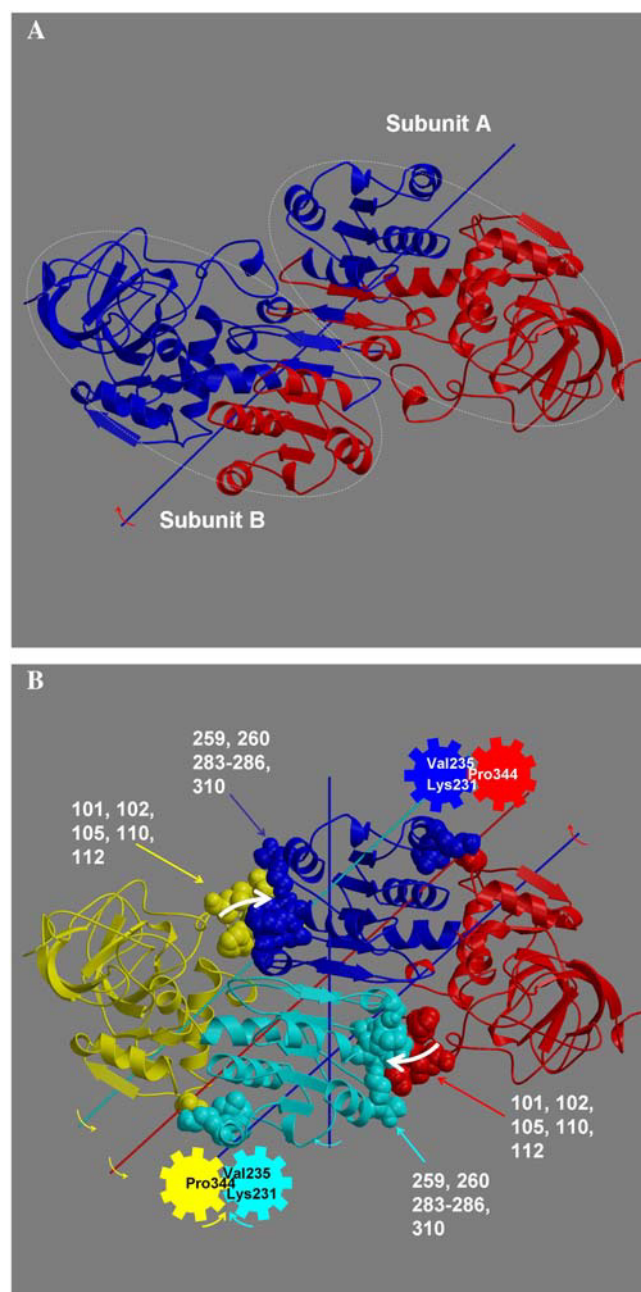 A
Subunit A
Subunit B
B
259, 260
283-286,
310
101, 102,
105, 110,
112
Val235
Lys231
Pro344
Pro344
Val235
Lys231
101, 102,
105, 110,
112
259, 260
283-286,
310